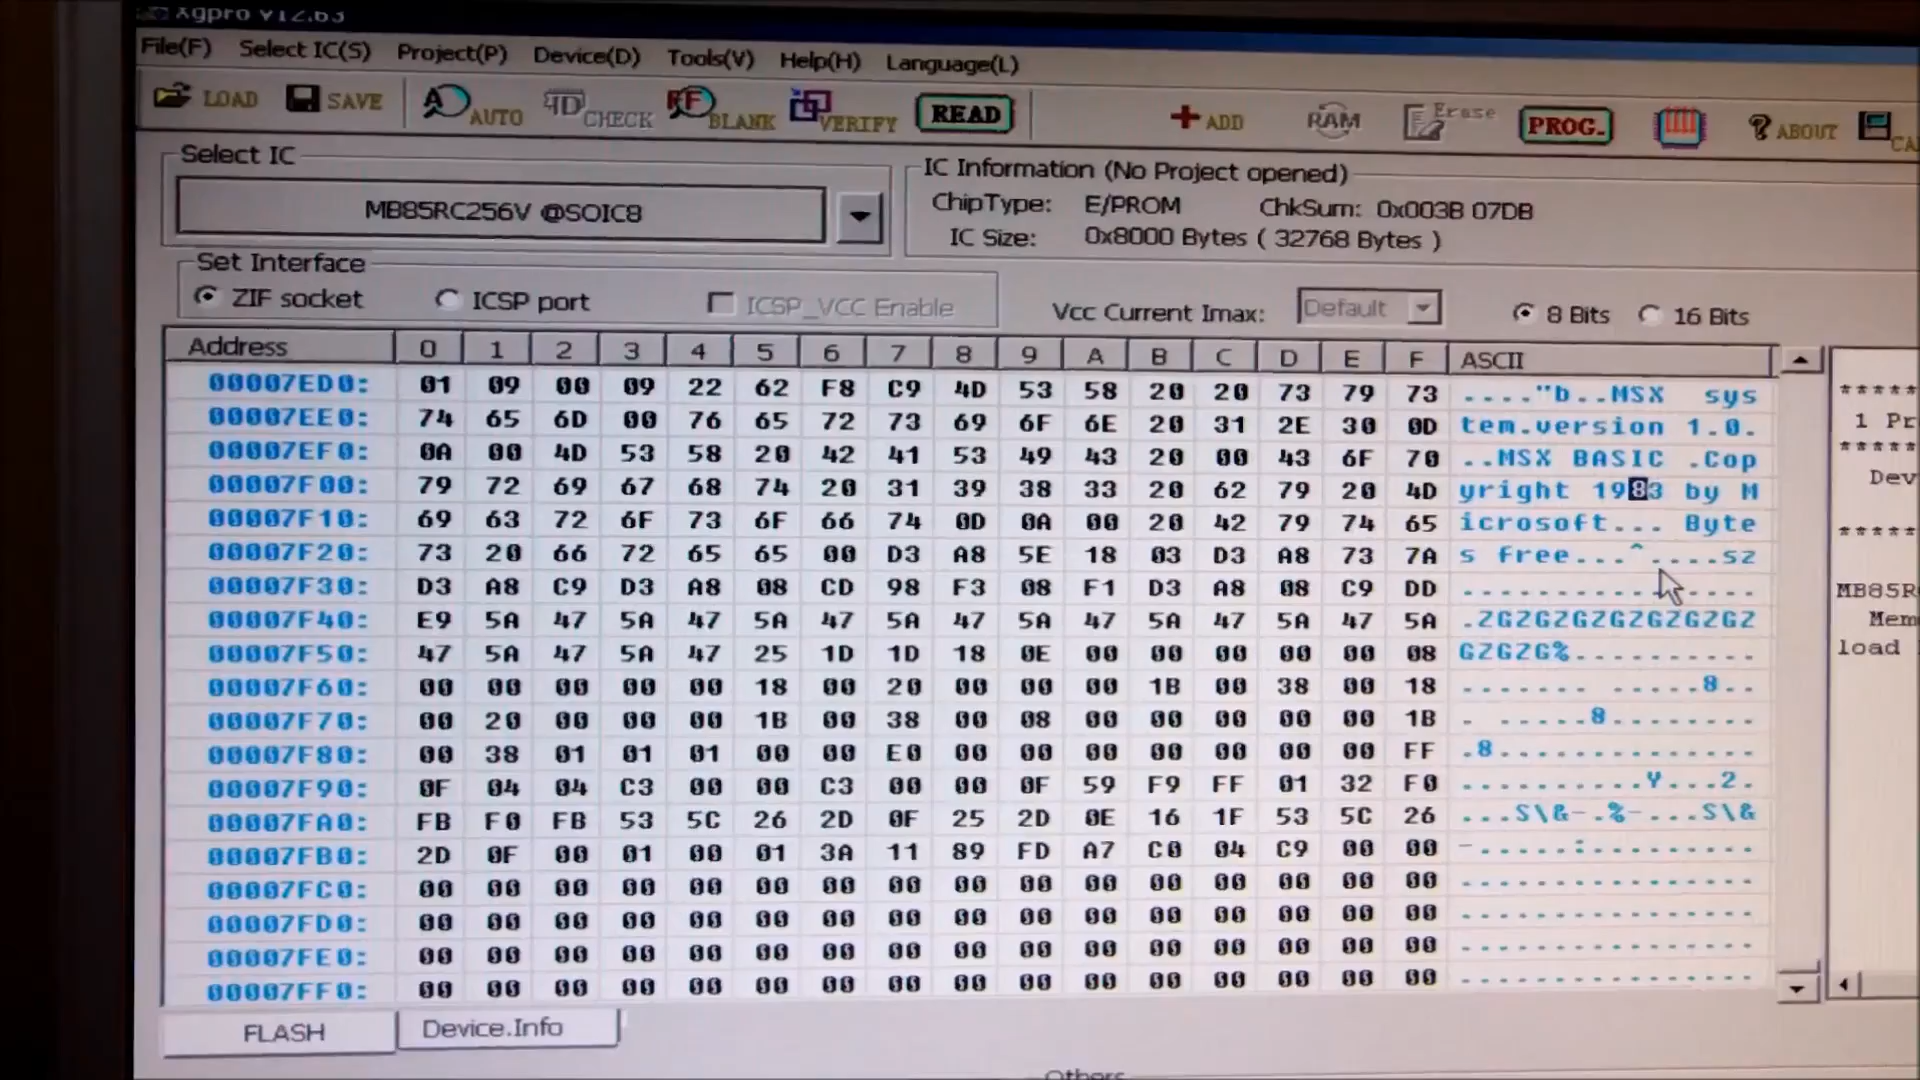 Xgpro v12.63
File(F) Select IC(S) Project(P) Device(D) Tools(V) Help(H) Language(L)
LOAD SAVE AUTO CHECK BLANK VERIFY READ ADD RAM Erase PROG. ABOUT
Select IC
MB85RC256V @SOIC8
IC Information (No Project opened)
ChipType: E/PROM ChkSum: 0x003B 07DB
IC Size: 0x8000 Bytes ( 32768 Bytes )
Set Interface
ZIF socket ICSP port ICSP_VCC Enable Vcc Current Imax: Default 8 Bits 16 Bits
Address 0 1 2 3 4 5 6 7 8 9 A B C D E F ASCII
00007ED0: 01 09 00 09 22 62 F8 C9 4D 53 58 20 20 73 79 73 ...."b..MSX  sys
00007EE0: 74 65 6D 00 76 65 72 73 69 6F 6E 20 31 2E 30 0D tem.version 1.0.
00007EF0: 0A 00 4D 53 58 20 42 41 53 49 43 20 00 43 6F 70 ..MSX BASIC .Cop
00007F00: 79 72 69 67 68 74 20 31 39 38 33 20 62 79 20 4D yright 1983 by M
00007F10: 69 63 72 6F 73 6F 66 74 0D 0A 00 20 42 79 74 65 icrosoft... Byte
00007F20: 73 20 66 72 65 65 00 D3 A8 5E 18 03 D3 A8 73 7A s free...^....sz
00007F30: D3 A8 C9 D3 A8 08 CD 98 F3 08 F1 D3 A8 08 C9 DD ................
00007F40: E9 5A 47 5A 47 5A 47 5A 47 5A 47 5A 47 5A 47 5A .ZGZGZGZGZGZGZGZ
00007F50: 47 5A 47 5A 47 25 1D 1D 18 0E 00 00 00 00 00 08 GZGZG%..........
00007F60: 00 00 00 00 00 18 00 20 00 00 00 1B 00 38 00 18 ....... .....8..
00007F70: 00 20 00 00 00 1B 00 38 00 08 00 00 00 00 00 1B . .....8........
00007F80: 00 38 01 01 01 00 00 E0 00 00 00 00 00 00 00 FF .8..............
00007F90: 0F 04 04 C3 00 00 C3 00 00 0F 59 F9 FF 01 32 F0 ..........Y...2.
00007FA0: FB F0 FB 53 5C 26 2D 0F 25 2D 0E 16 1F 53 5C 26 ...S\&-.%-...S\&
00007FB0: 2D 0F 00 01 00 01 3A 11 89 FD A7 C0 04 C9 00 00 -.....:.........
00007FC0: 00 00 00 00 00 00 00 00 00 00 00 00 00 00 00 00 ................
00007FD0: 00 00 00 00 00 00 00 00 00 00 00 00 00 00 00 00 ................
00007FE0: 00 00 00 00 00 00 00 00 00 00 00 00 00 00 00 00 ................
00007FF0: 00 00 00 00 00 00 00 00 00 00 00 00 00 00 00 00 ................
*****
1 Pr
*****
Dev
*****
MB85R
Mem
load
FLASH Device.Info
Others